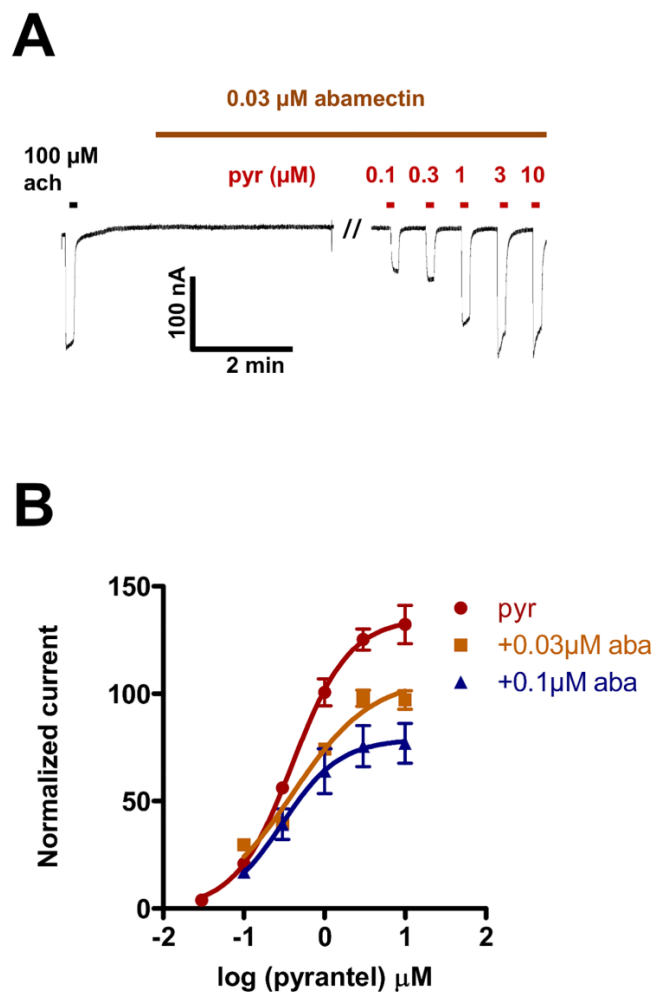 A
0.03 µM abamectin
100 µM
ach
pyr (µM)
0.1 0.3 1 3 10
//
100 nA
2 min
B
150
100
50
0
-2 -1 0 1 2
Normalized current
log (pyrantel) µM
pyr
+0.03µM aba
+0.1µM aba